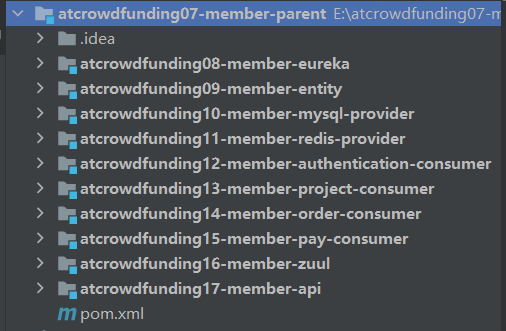 atcrowdfunding07-member-parent E:\atcrowdfunding07-m
.idea
atcrowdfunding08-member-eureka
atcrowdfunding09-member-entity
atcrowdfunding10-member-mysql-provider
atcrowdfunding11-member-redis-provider
atcrowdfunding12-member-authentication-consumer
atcrowdfunding13-member-project-consumer
atcrowdfunding14-member-order-consumer
atcrowdfunding15-member-pay-consumer
atcrowdfunding16-member-zuul
atcrowdfunding17-member-api
m pom.xml